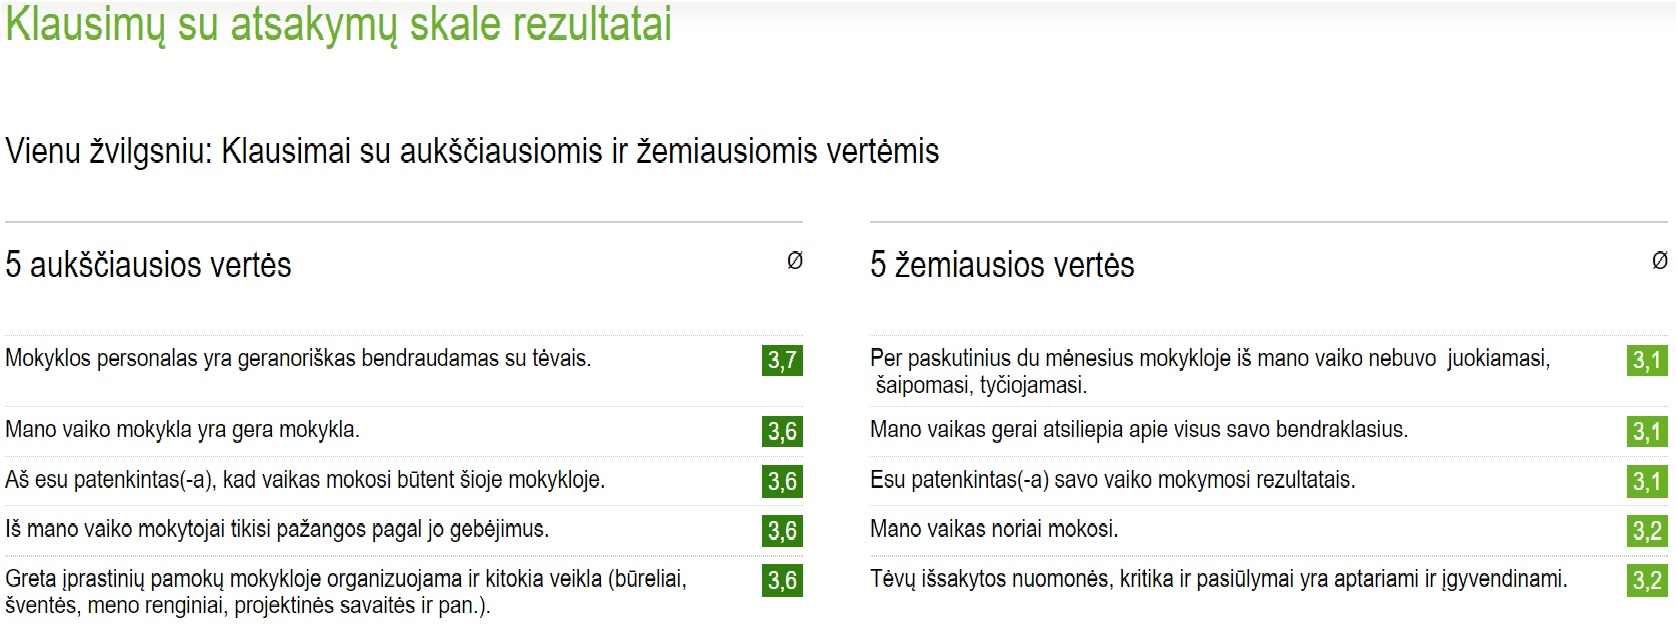 Klausimų su atsakymų skale rezultatai
Vienu žvilgsniu: Klausimai su aukščiausiomis ir žemiausiomis vertėmis
5 aukščiausios vertės Ø
Mokyklos personalas yra geranoriškas bendraudamas su tėvais. 3,7
Mano vaiko mokykla yra gera mokykla. 3,6
Aš esu patenkintas(-a), kad vaikas mokosi būtent šioje mokykloje. 3,6
Iš mano vaiko mokytojai tikisi pažangos pagal jo gebėjimus. 3,6
Greta įprastinių pamokų mokykloje organizuojama ir kitokia veikla (būreliai, 3,6
šventės, meno renginiai, projektinės savaitės ir pan.).
5 žemiausios vertės Ø
Per paskutinius du mėnesius mokykloje iš mano vaiko nebuvo juokiamasi, 3,1
šaipomasi, tyčiojamasi.
Mano vaikas gerai atsiliepia apie visus savo bendraklasius. 3,1
Esu patenkintas(-a) savo vaiko mokymosi rezultatais. 3,1
Mano vaikas noriai mokosi. 3,2
Tėvų išsakytos nuomonės, kritika ir pasiūlymai yra aptariami ir įgyvendinami. 3,2